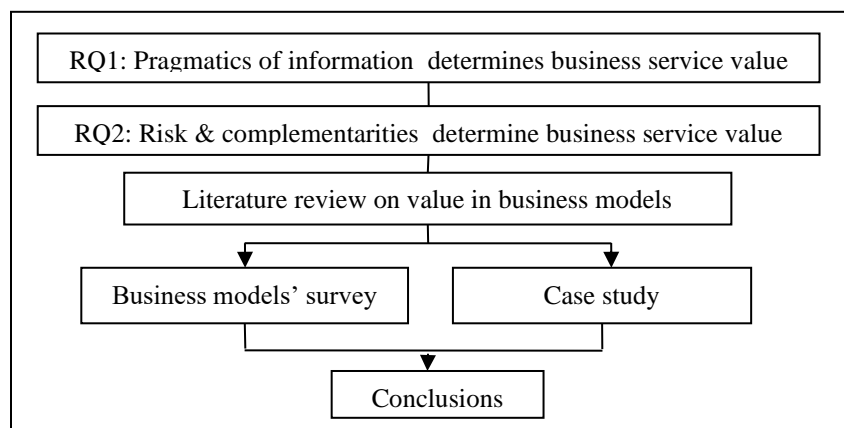 RQ1: Pragmatics of information determines business service value
RQ2: Risk & complementarities determine business service value
Literature review on value in business models
Business models’ survey
Case study
Conclusions